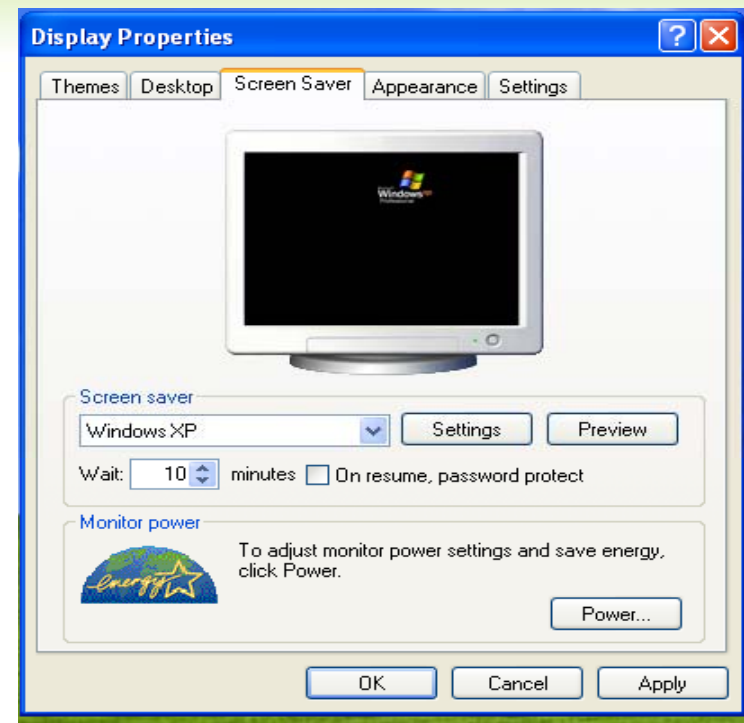 Display Properties
Themes Desktop Screen Saver Appearance Settings
Windows xp
Screen saver
Windows XP Settings Preview
Wait: 10 minutes On resume, password protect
Monitor power
To adjust monitor power settings and save energy,
click Power.
energy
Power...
OK Cancel Apply